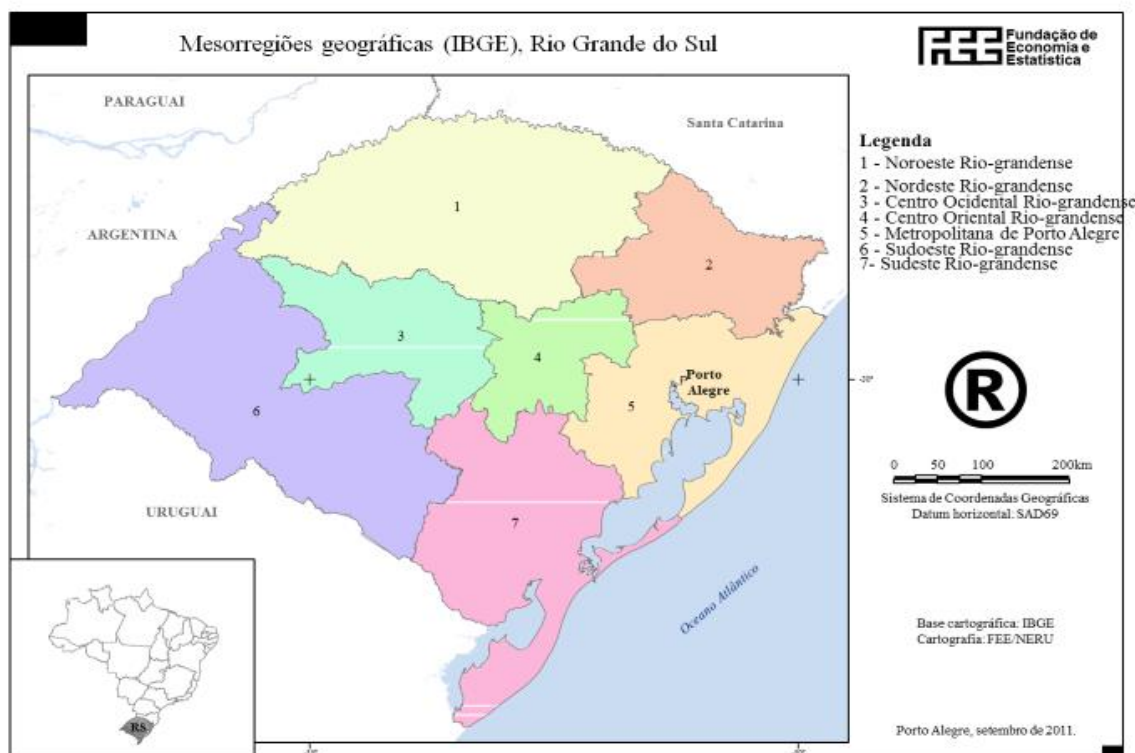 Mesorregiões geográficas (IBGE), Rio Grande do Sul
FEE
Fundação de
Economia e
Estatística
PARAGUAI
Santa Catarina
ARGENTINA
URUGUAI
Oceano Atlântico
1
2
3
4
5
6
7
Porto
Alegre
Legenda
1 - Noroeste Rio-grandense
2 - Nordeste Rio-grandense
3 - Centro Ocidental Rio-grandense
4 - Centro Oriental Rio-grandense
5 - Metropolitana de Porto Alegre
6 - Sudoeste Rio-grandense
7- Sudeste Rio-grandense
R
0 50 100 200km
Sistema de Coordenadas Geográficas
Datum horizontal: SAD69
Base cartográfica: IBGE
Cartografia: FEE/NERU
Porto Alegre, setembro de 2011.
RS